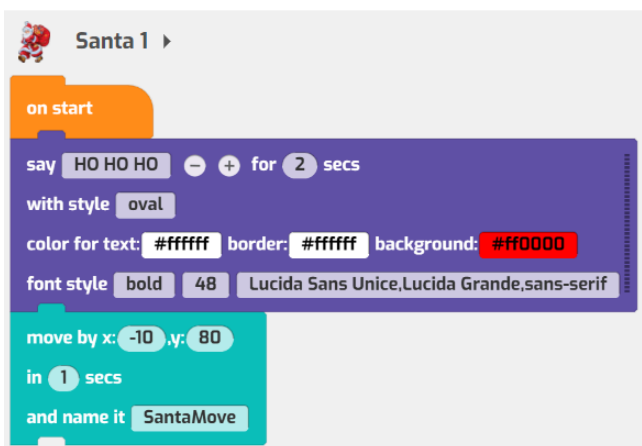 Santa 1
on start
say HO HO HO - + for 2 secs
with style oval
color for text: #ffffff border: #ffffff background: #ff0000
font style bold 48 Lucida Sans Unice,Lucida Grande,sans-serif
move by x: -10 ,y: 80
in 1 secs
and name it SantaMove